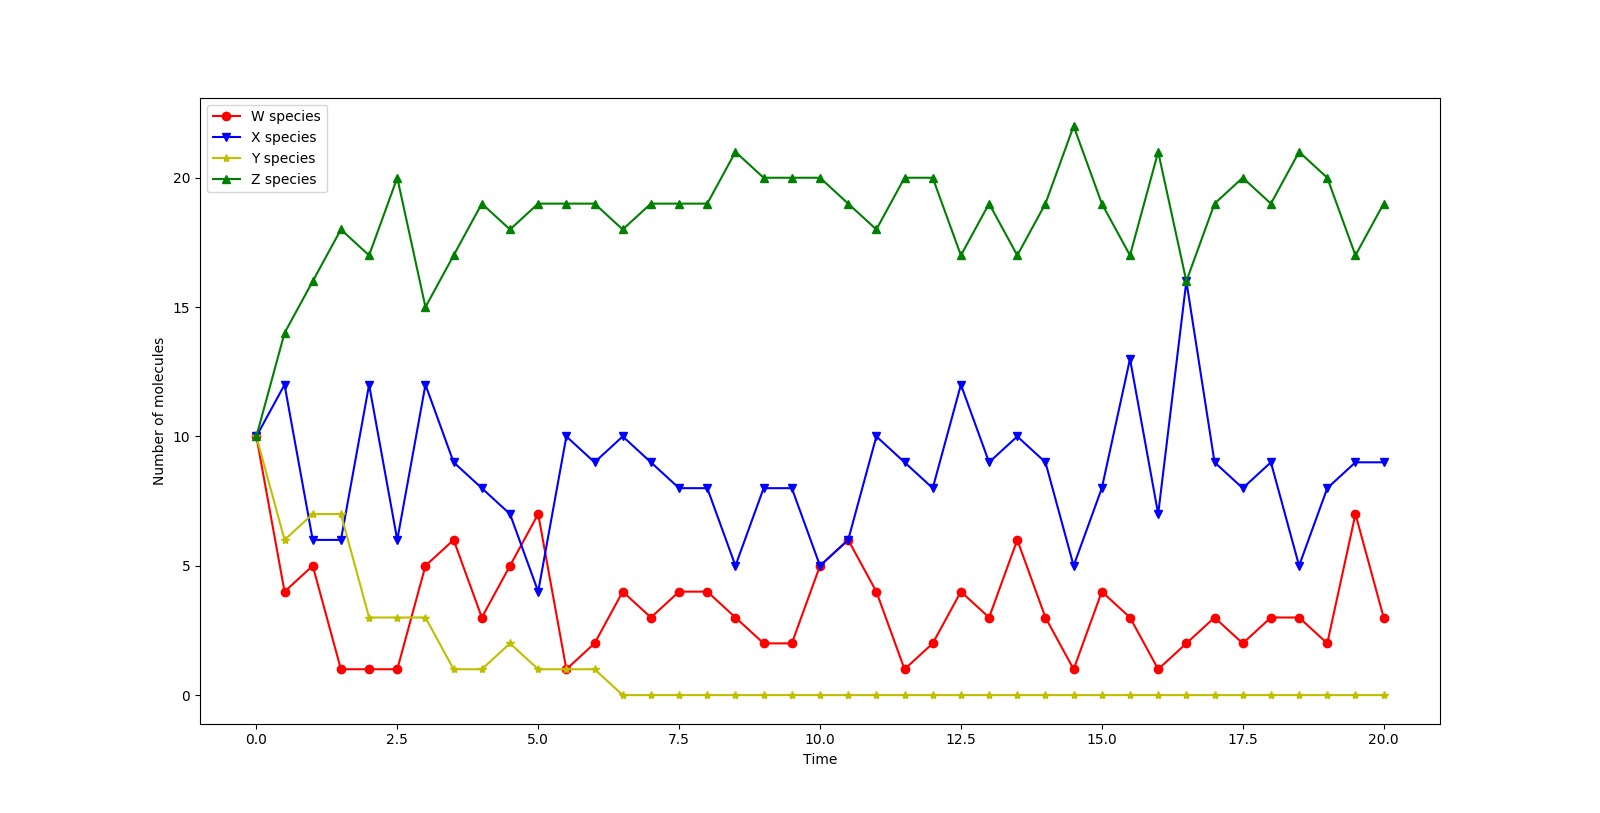 W species
X species
Y species
Z species
20
15
10
5
0
Number of molecules
0.0 2.5 5.0 7.5 10.0 12.5 15.0 17.5 20.0
Time